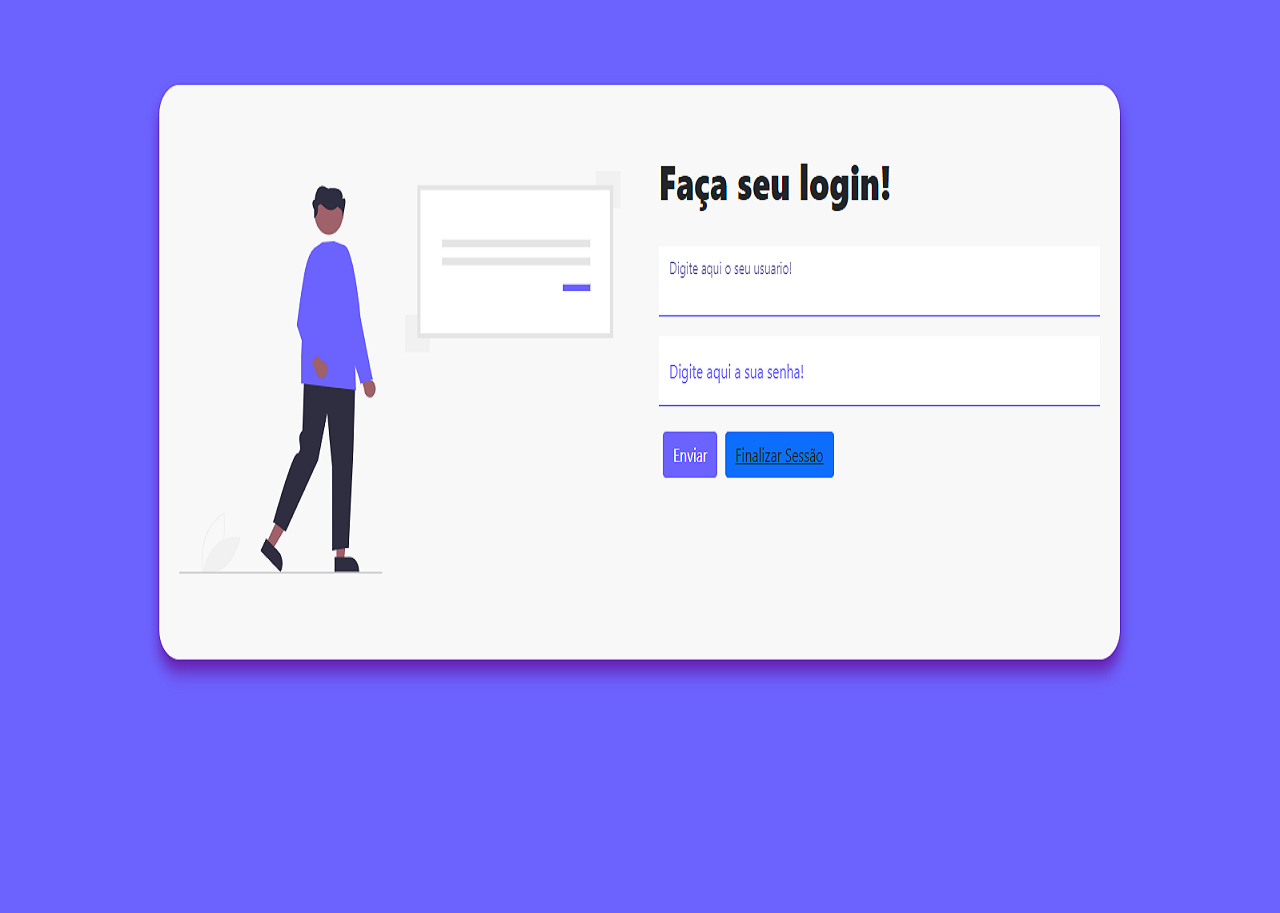 Faça seu login!
Digite aqui o seu usuario!
Digite aqui a sua senha!
Enviar
Finalizar Sessão